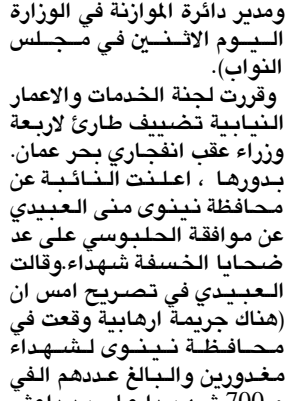 ومدير دائرة الموازنة في الوزارة
اليوم الاثنين في مجلس
النواب).
وقررت لجنة الخدمات والاعمار
النيابية تضييف طارئ لاربعة
وزراء عقب انفجاري بحر عمان.
بدورها ، اعلنت النائبة عن
محافظة نينوى منى العبيدي
عن موافقة الحلبوسي على عد
ضحايا الخسفة شهداء.وقالت
العبيدي في تصريح امس ان
(هناك جريمة ارهابية وقعت في
محافظة نينوى لشهداء
مغدورين والبالغ عددهم الفي
و700